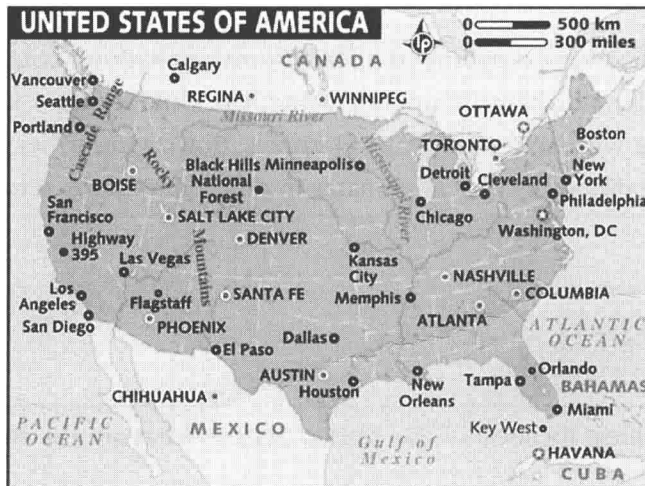 UNITED STATES OF AMERICA
lp
0 500 km
0 300 miles
CANADA
Calgary
Vancouver
Seattle
REGINA
WINNIPEG
Missouri River
OTTAWA
Portland
Cascade Range
TORONTO
Boston
Rocky
Mountains
Black Hills
National
Forest
Minneapolis
Mississippi River
Detroit
Cleveland
New
York
BOISE
Philadelphia
San
Francisco
SALT LAKE CITY
Chicago
Washington, DC
Highway
395
DENVER
Kansas
City
Las Vegas
NASHVILLE
Los
Angeles
Flagstaff
SANTA FE
Memphis
COLUMBIA
San Diego
PHOENIX
ATLANTA
ATLANTIC
OCEAN
Dallas
El Paso
AUSTIN
Houston
New
Orleans
Tampa
Orlando
BAHAMAS
CHIHUAHUA
Miami
PACIFIC
OCEAN
MEXICO
Gulf of
Mexico
Key West
HAVANA
CUBA